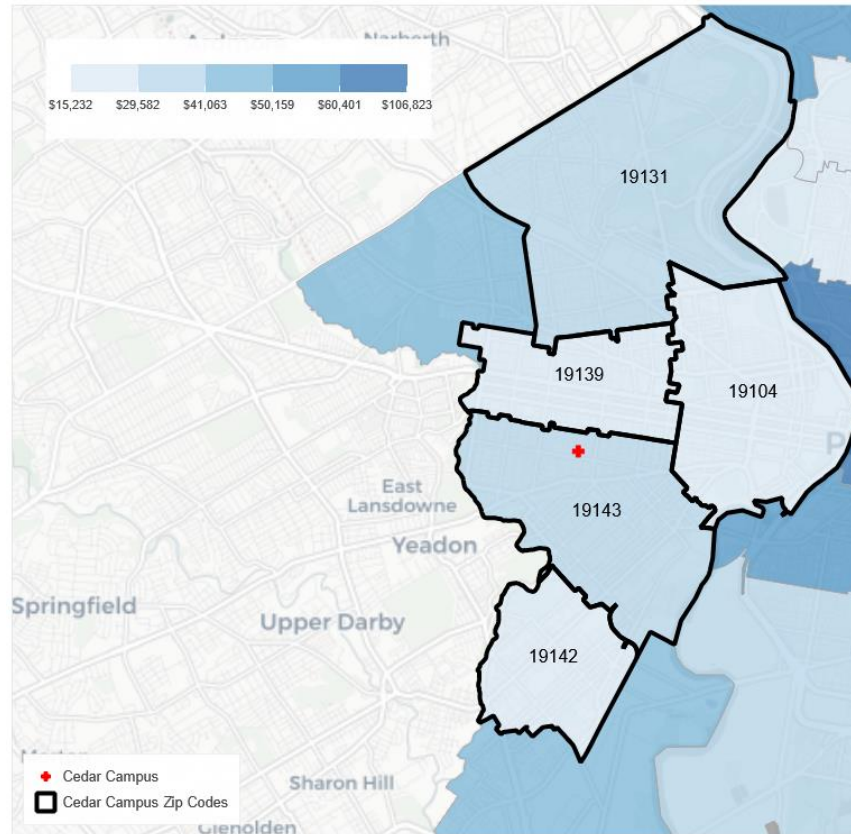 Narberth
$15,232 $29,582 $41,063 $50,159 $60,401 $106,823
19131
19139
19104
P
East
Lansdowne
19143
Yeadon
Springfield
Upper Darby
19142
Cedar Campus
Sharon Hill
Cedar Campus Zip Codes
Glenolden